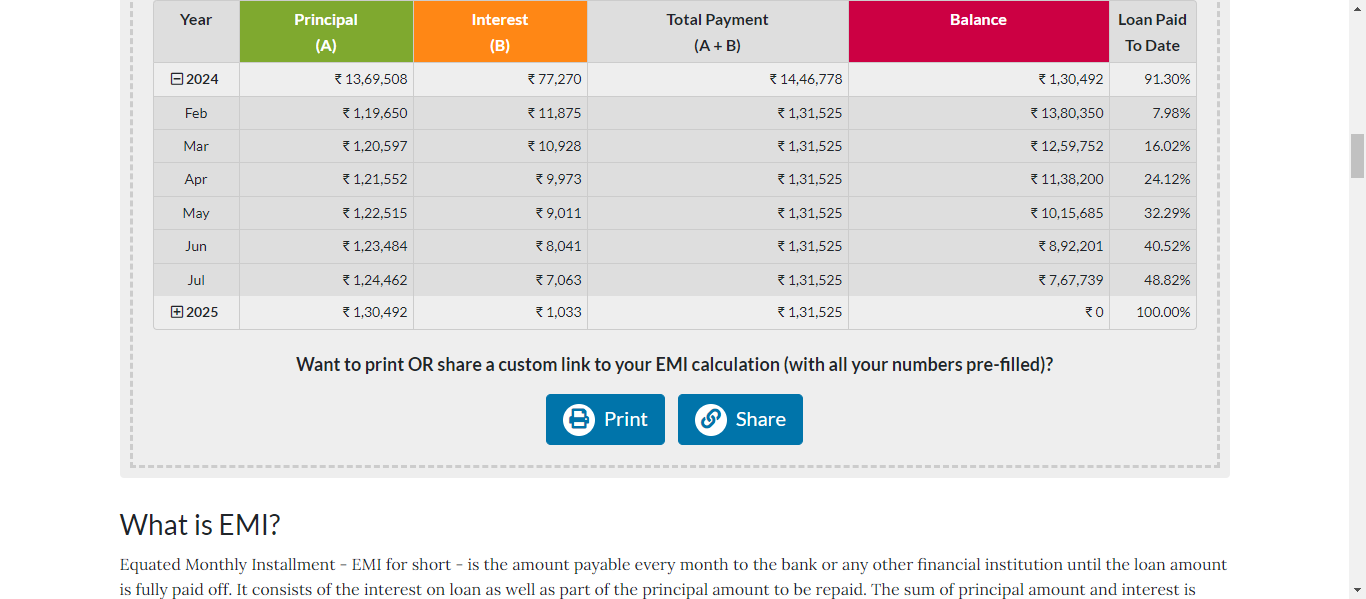 Year Principal (A) Interest (B) Total Payment (A + B) Balance Loan Paid To Date
2024 ₹ 13,69,508 ₹ 77,270 ₹ 14,46,778 ₹ 1,30,492 91.30%
Feb ₹ 1,19,650 ₹ 11,875 ₹ 1,31,525 ₹ 13,80,350 7.98%
Mar ₹ 1,20,597 ₹ 10,928 ₹ 1,31,525 ₹ 12,59,752 16.02%
Apr ₹ 1,21,552 ₹ 9,973 ₹ 1,31,525 ₹ 11,38,200 24.12%
May ₹ 1,22,515 ₹ 9,011 ₹ 1,31,525 ₹ 10,15,685 32.29%
Jun ₹ 1,23,484 ₹ 8,041 ₹ 1,31,525 ₹ 8,92,201 40.52%
Jul ₹ 1,24,462 ₹ 7,063 ₹ 1,31,525 ₹ 7,67,739 48.82%
2025 ₹ 1,30,492 ₹ 1,033 ₹ 1,31,525 ₹ 0 100.00%
Want to print OR share a custom link to your EMI calculation (with all your numbers pre-filled)?
Print Share
What is EMI?
Equated Monthly Installment - EMI for short - is the amount payable every month to the bank or any other financial institution until the loan amount
is fully paid off. It consists of the interest on loan as well as part of the principal amount to be repaid. The sum of principal amount and interest is